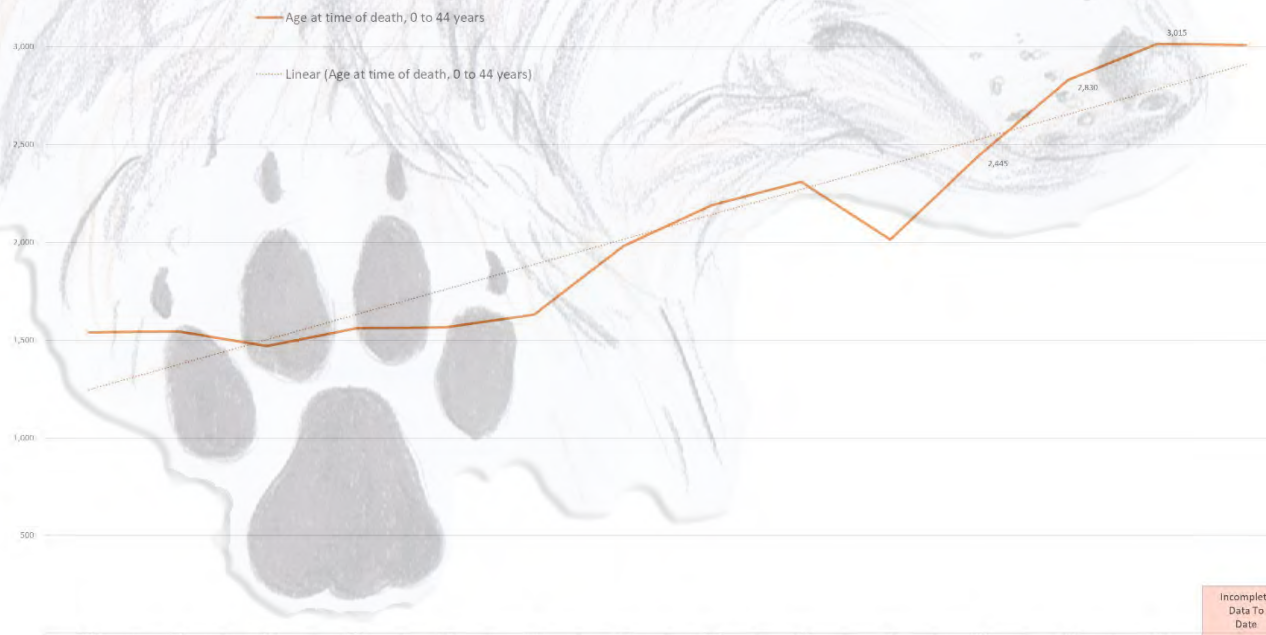 Age at time of death, 0 to 44 years
3,015
3,000
Linear (Age at time of death, 0 to 44 years)
2,830
2,500
2,445
2,000
1,500
1,000
500
Incomplet
Data To
Date